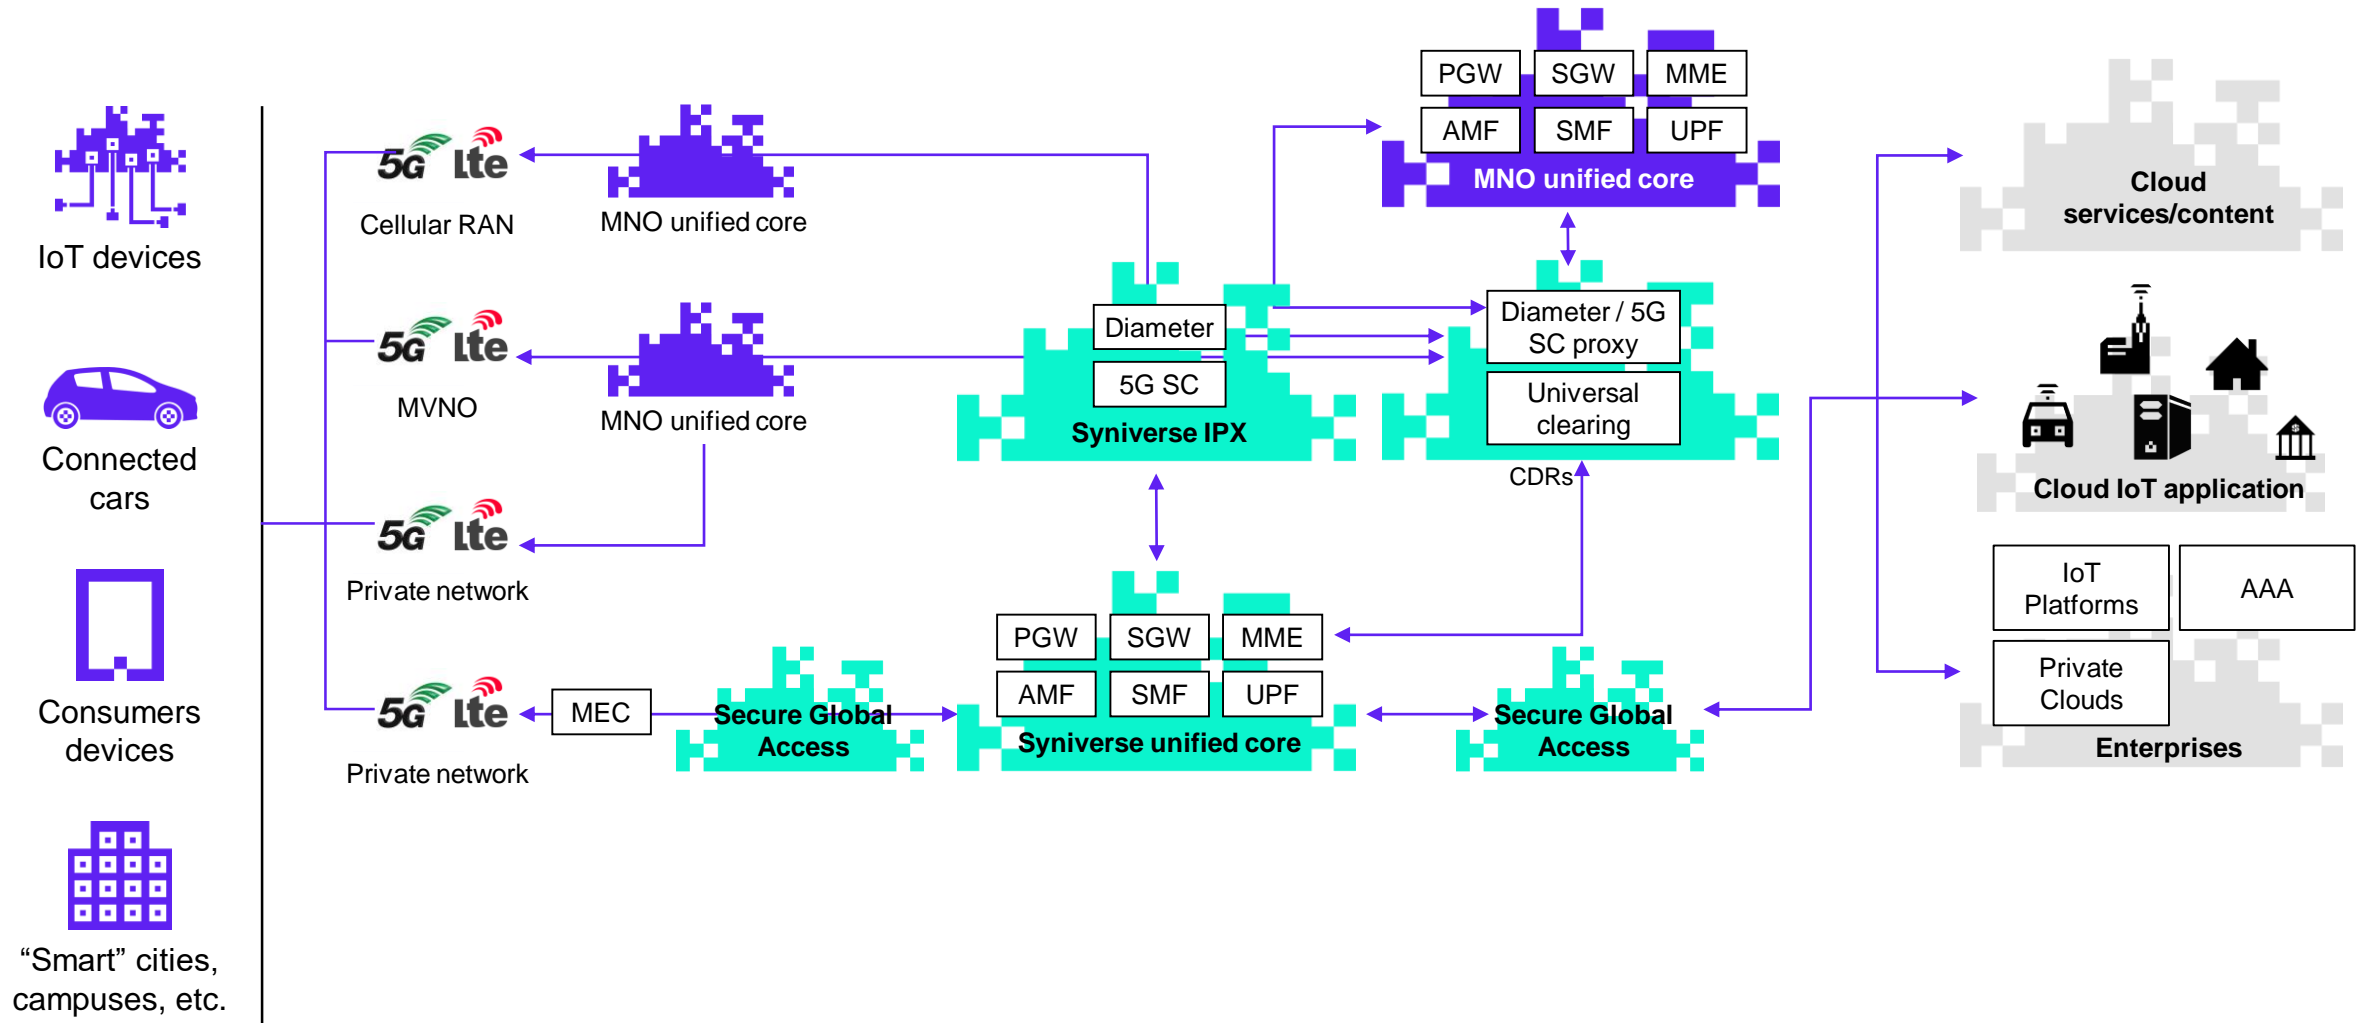 IoT devices
Connected
cars
Consumers
devices
“Smart” cities,
campuses, etc.
5G Lte
Cellular RAN
5G Lte
MVNO
5G Lte
Private network
5G Lte
Private network
MNO unified core
MNO unified core
MEC
Secure Global
Access
Diameter
5G SC
Syniverse IPX
PGW
SGW
MME
AMF
SMF
UPF
Syniverse unified core
PGW
SGW
MME
AMF
SMF
UPF
MNO unified core
Diameter / 5G
SC proxy
Universal
clearing
CDRs
Secure Global
Access
Cloud
services/content
Cloud IoT application
IoT
Platforms
AAA
Private
Clouds
Enterprises